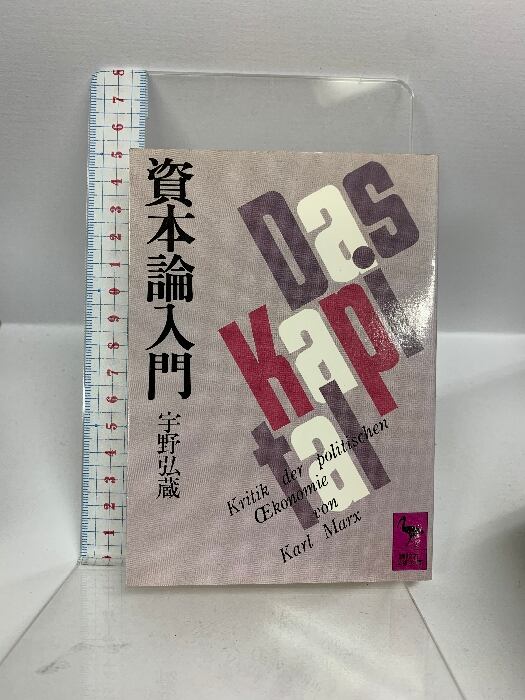 資本論入門
宇野弘蔵
Das
Kapi
tal
Kritik der politischen
Œkonomie
von
Karl Marx